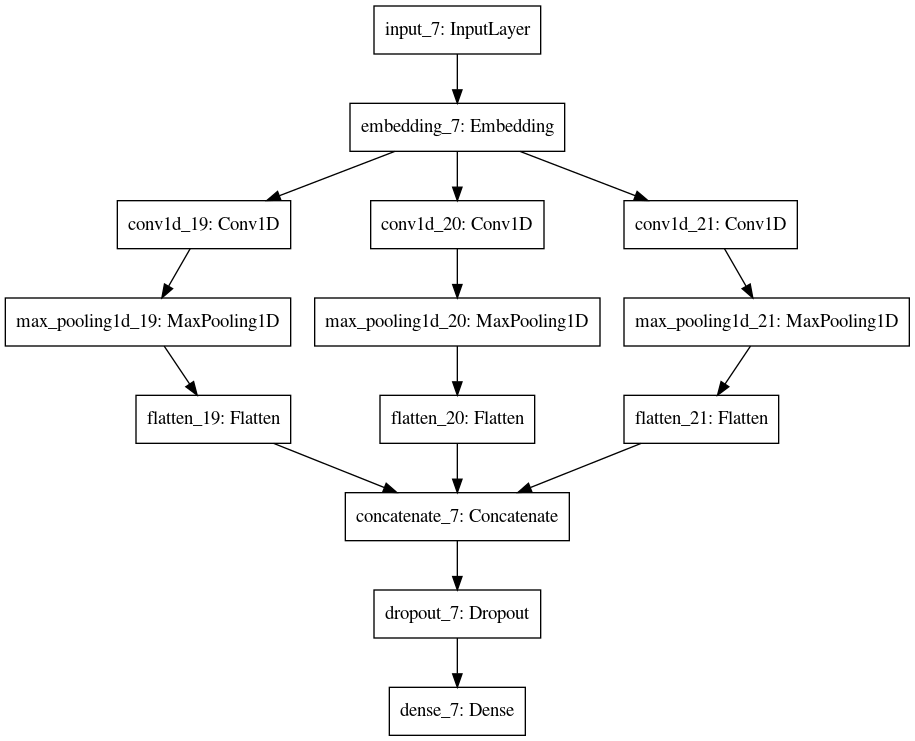 input_7: InputLayer
embedding_7: Embedding
conv1d_19: Conv1D
conv1d_20: Conv1D
conv1d_21: Conv1D
max_pooling1d_19: MaxPooling1D
max_pooling1d_20: MaxPooling1D
max_pooling1d_21: MaxPooling1D
flatten_19: Flatten
flatten_20: Flatten
flatten_21: Flatten
concatenate_7: Concatenate
dropout_7: Dropout
dense_7: Dense